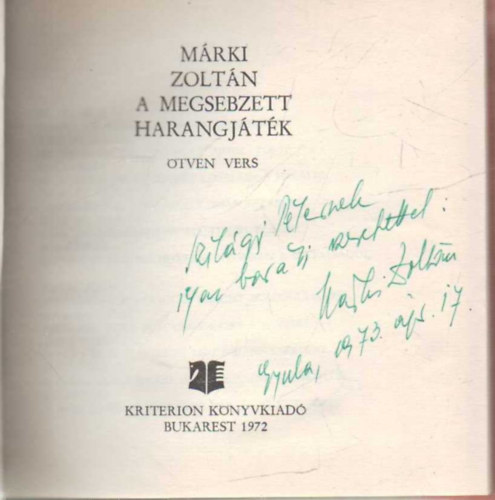 MÁRKI
ZOLTÁN
A MEGSEBZETT
HARANGJÁTÉK
ÖTVEN VERS
Szilágyi Péternek
igaz baráti szeretettel:
Márki Zoltán
Gyula, 1973. ápr. 17.
KRITERION KÖNYVKIADÓ
BUKAREST 1972